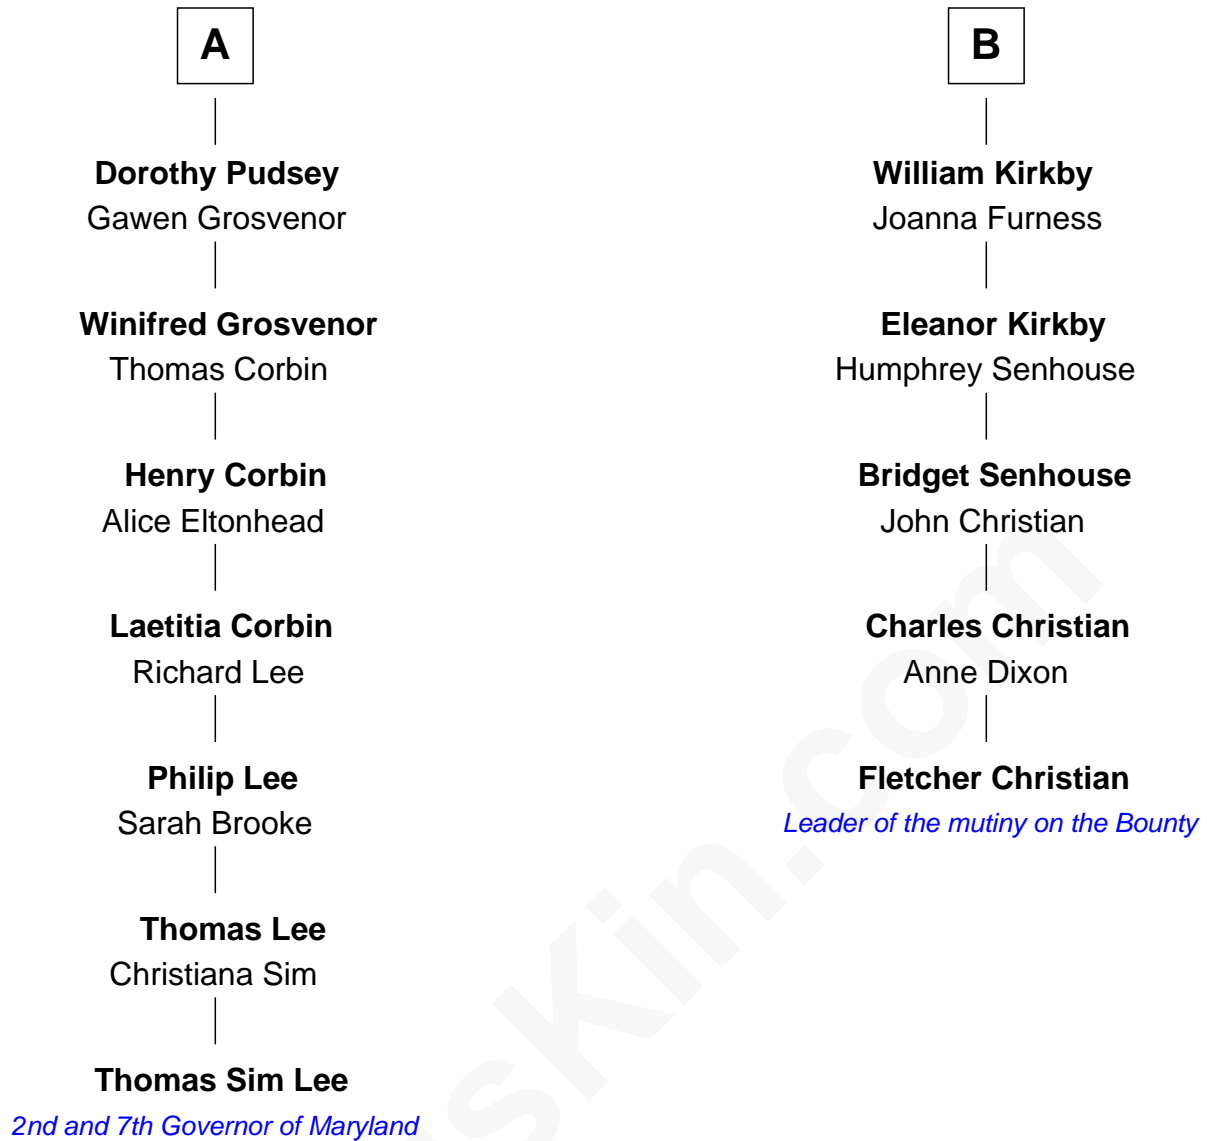 A
Dorothy Pudsey
Gawen Grosvenor
Winifred Grosvenor
Thomas Corbin
Henry Corbin
Alice Eltonhead
Laetitia Corbin
Richard Lee
Philip Lee
Sarah Brooke
Thomas Lee
Christiana Sim
Thomas Sim Lee
2nd and 7th Governor of Maryland
B
William Kirkby
Joanna Furness
Eleanor Kirkby
Humphrey Senhouse
Bridget Senhouse
John Christian
Charles Christian
Anne Dixon
Fletcher Christian
Leader of the mutiny on the Bounty
sKin.com